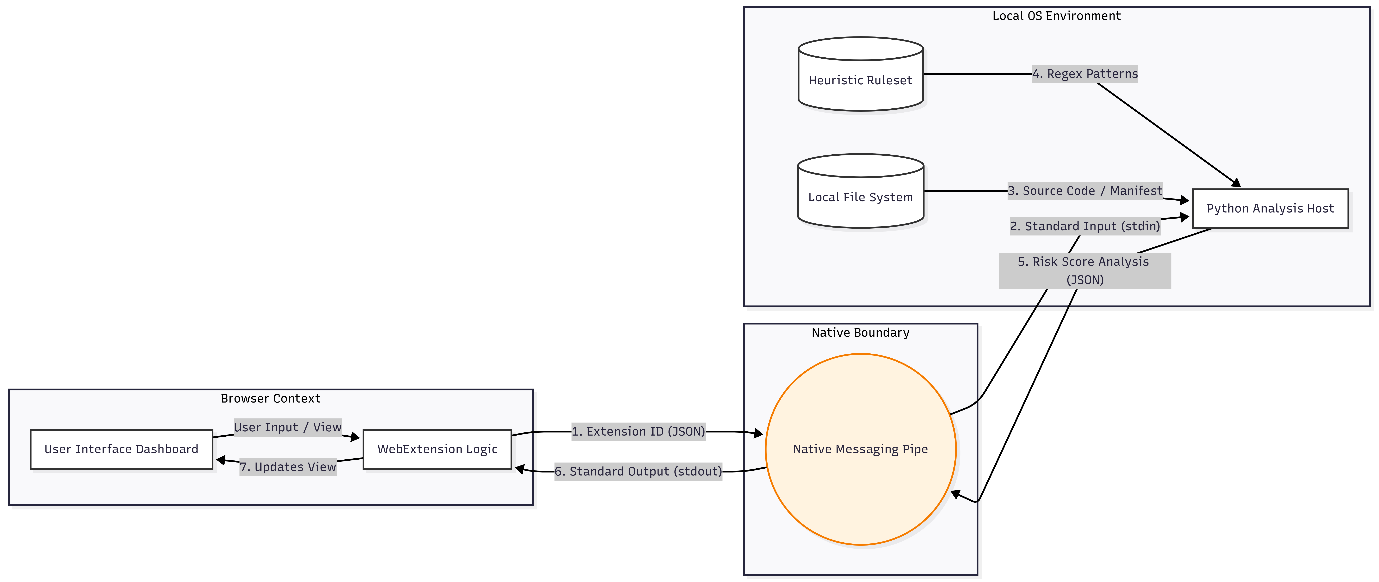 Local OS Environment
Heuristic Ruleset
4. Regex Patterns
Local File System
3. Source Code / Manifest
Python Analysis Host
2. Standard Input (stdin)
5. Risk Score Analysis
(JSON)
Native Boundary
Native Messaging Pipe
Browser Context
User Interface Dashboard
User Input / View
WebExtension Logic
7. Updates View
1. Extension ID (JSON)
6. Standard Output (stdout)